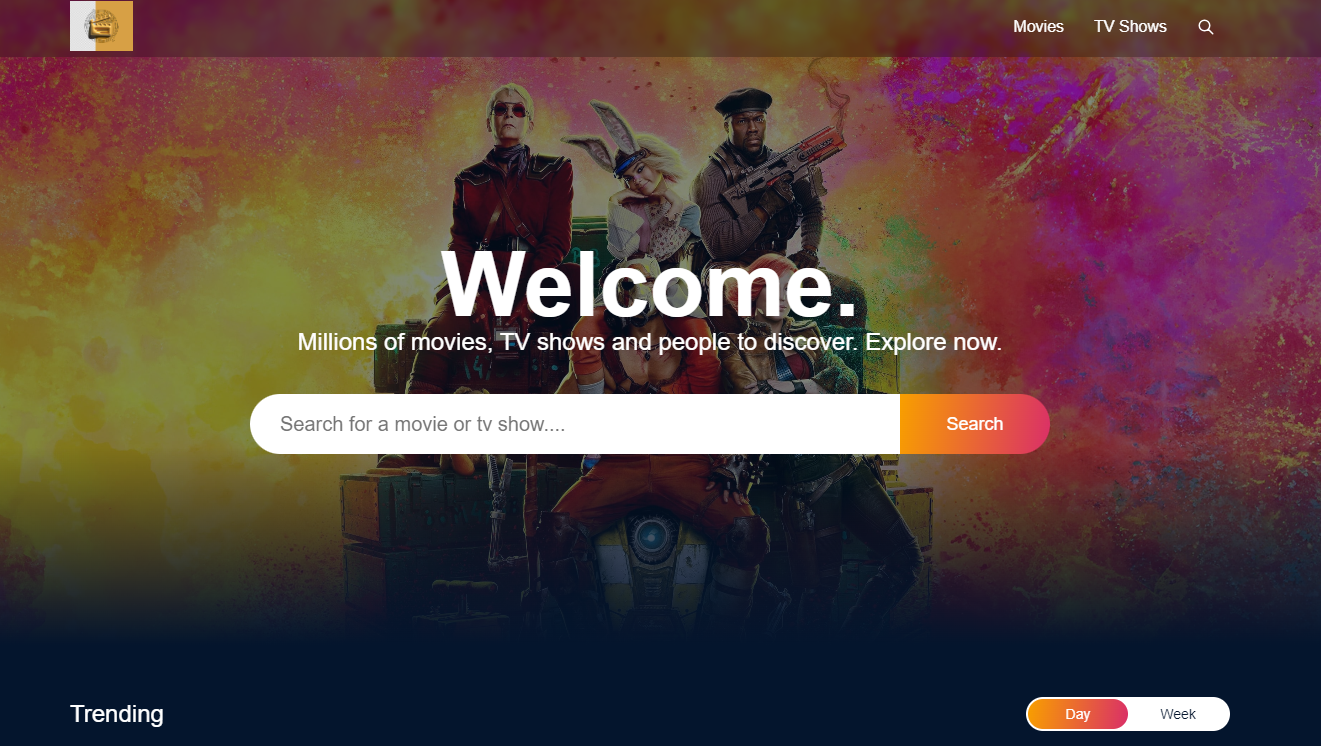 Movies TV Shows
Welcome.
Millions of movies, TV shows and people to discover. Explore now.
Search for a movie or tv show....
Search
Trending
Day Week